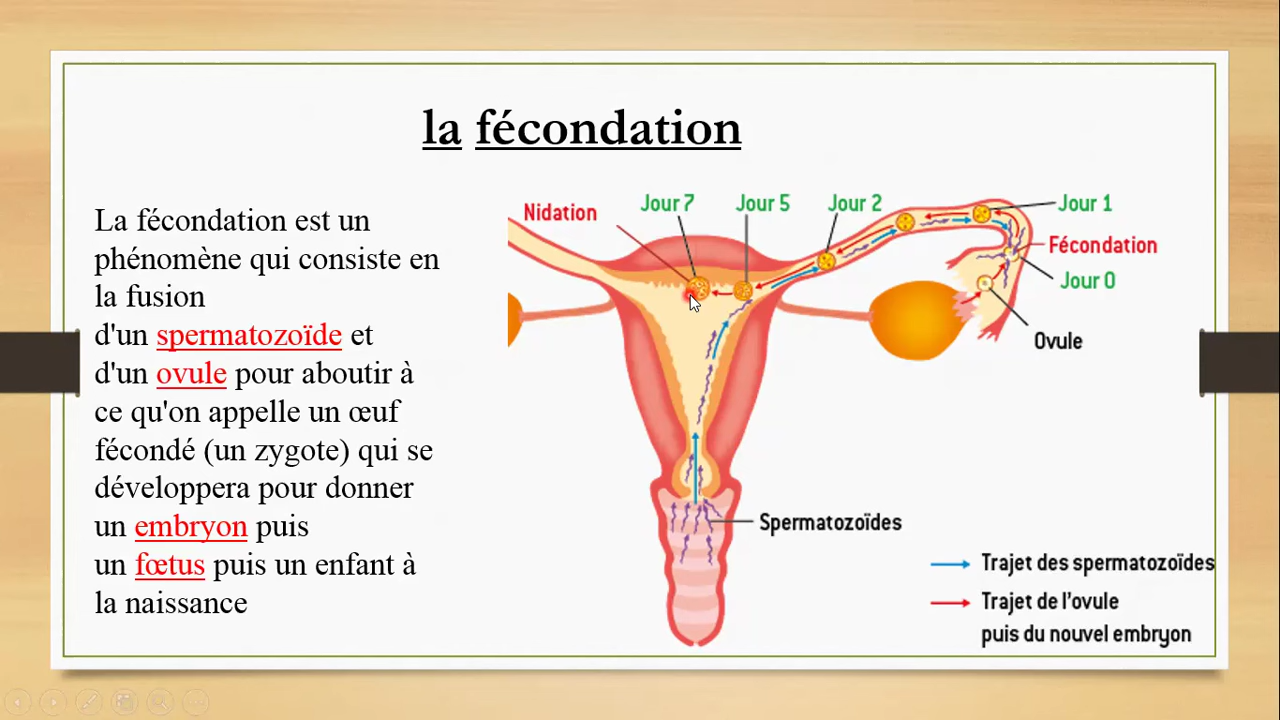 la fécondation
La fécondation est un
phénomène qui consiste en
la fusion
d'un spermatozoïde et
d'un ovule pour aboutir à
ce qu'on appelle un œuf
fécondé (un zygote) qui se
développera pour donner
un embryon puis
un fœtus puis un enfant à
la naissance
Nidation
Jour 7
Jour 5
Jour 2
Jour 1
Fécondation
Jour 0
Ovule
Spermatozoïdes
Trajet des spermatozoïdes
Trajet de l'ovule
puis du nouvel embryon